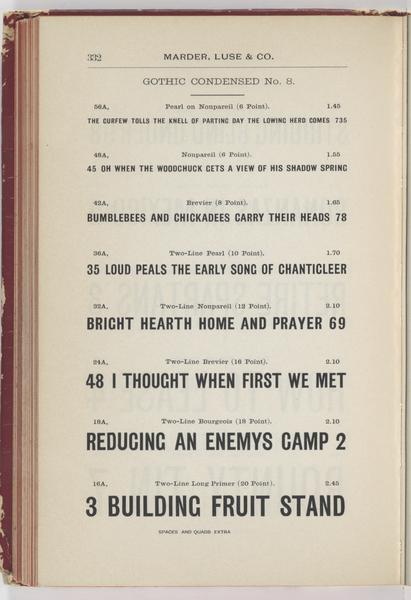 332
MARDER, LUSE & CO.
GOTHIC CONDENSED No. 8.
56A, Pearl on Nonpareil (6 Point). 1.45
THE CURFEW TOLLS THE KNELL OF PARTING DAY THE LOWING HERD COMES 735
48A, Nonpareil (6 Point). 1.55
45 OH WHEN THE WOODCHUCK GETS A VIEW OF HIS SHADOW SPRING
42A, Brevier (8 Point). 1.65
BUMBLEBEES AND CHICKADEES CARRY THEIR HEADS 78
36A, Two-Line Pearl (10 Point). 1.70
35 LOUD PEALS THE EARLY SONG OF CHANTICLEER
32A, Two-Line Nonpareil (12 Point). 2.10
BRIGHT HEARTH HOME AND PRAYER 69
24A, Two-Line Brevier (16 Point). 2.10
48 I THOUGHT WHEN FIRST WE MET
18A, Two-Line Bourgeois (18 Point). 2.10
REDUCING AN ENEMYS CAMP 2
16A, Two-Line Long Primer (20 Point). 2.45
3 BUILDING FRUIT STAND
SPACES AND QUADS EXTRA